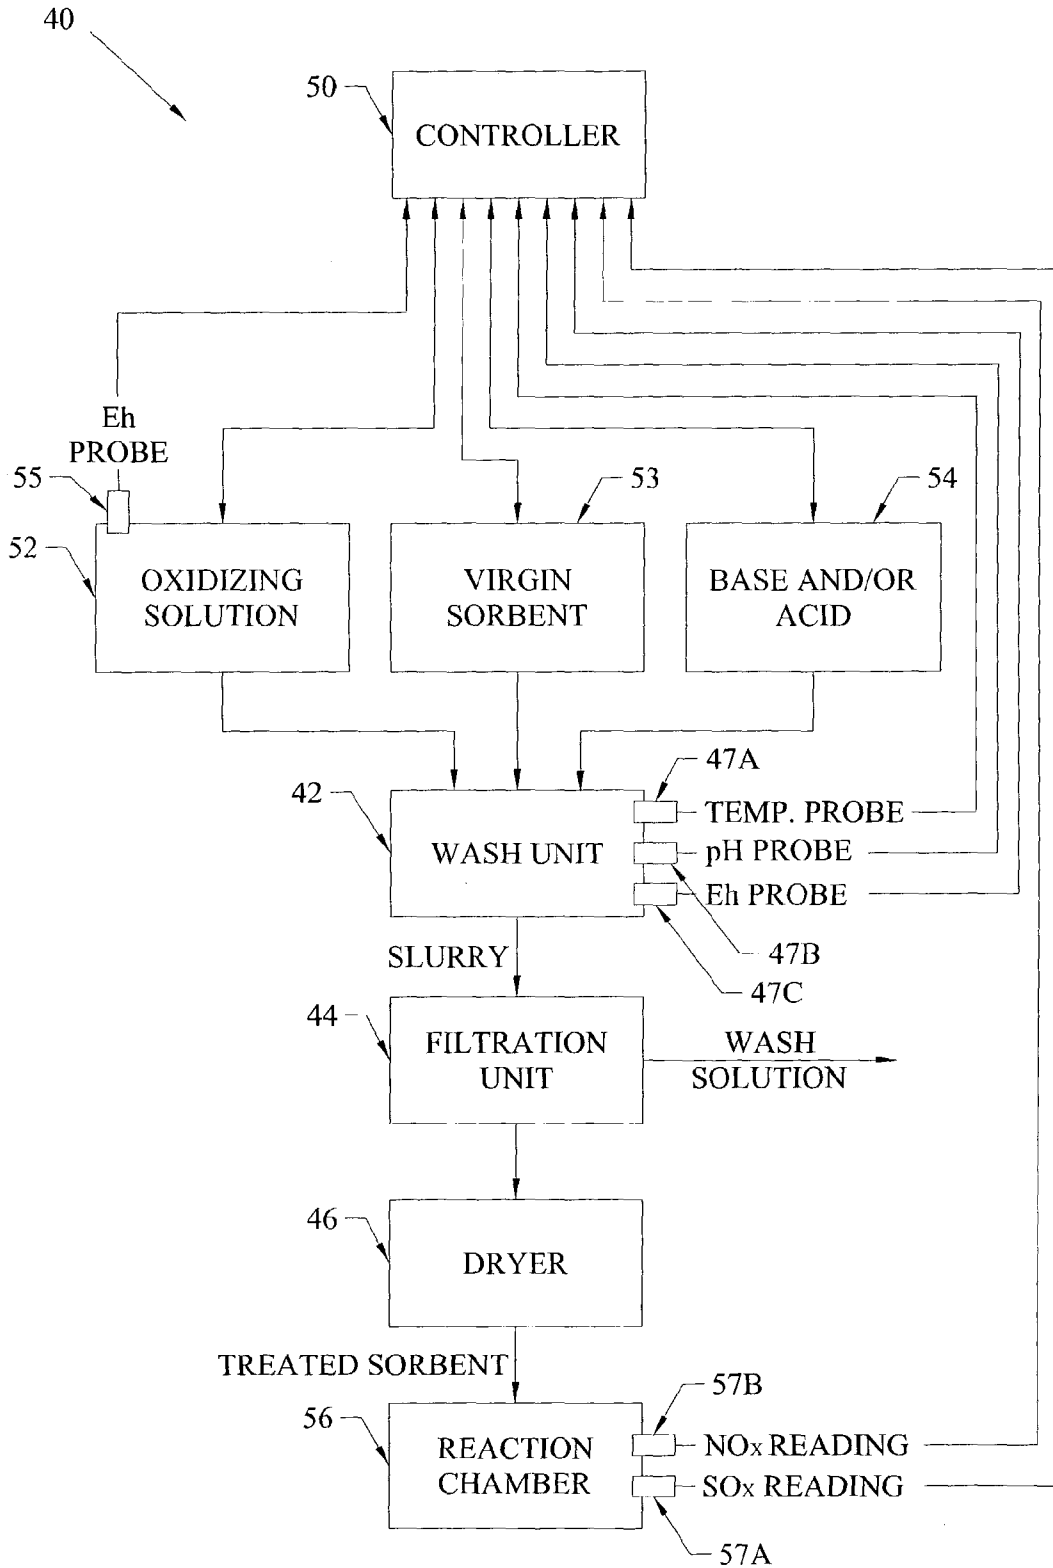 40
50
CONTROLLER
Eh
PROBE
55
53
54
52
OXIDIZING
SOLUTION
VIRGIN
SORBENT
BASE AND/OR
ACID
47A
42
TEMP. PROBE
WASH UNIT
pH PROBE
Eh PROBE
47B
SLURRY
47C
44
FILTRATION
UNIT
WASH
SOLUTION
46
DRYER
TREATED SORBENT
57B
56
REACTION
CHAMBER
NOx READING
SOx READING
57A